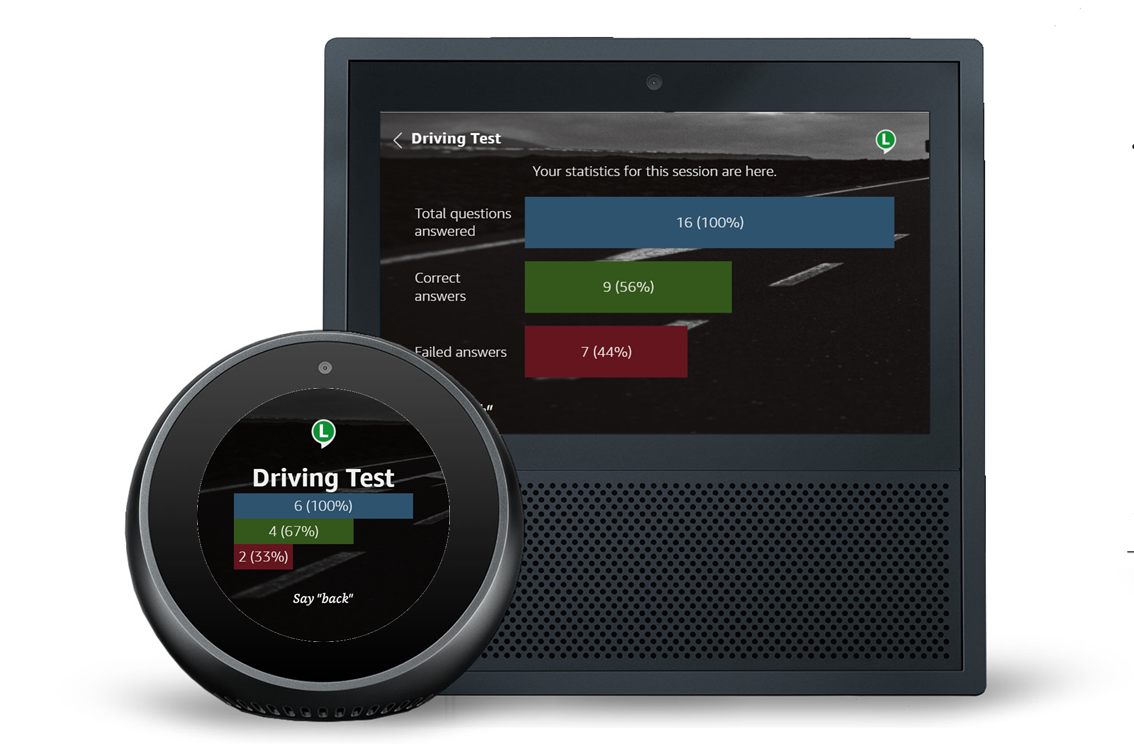 Driving Test
L
Your statistics for this session are here.
Total questions
answered
16 (100%)
Correct
answers
9 (56%)
Failed answers
7 (44%)
L
Driving Test
6 (100%)
4 (67%)
2 (33%)
Say "back"